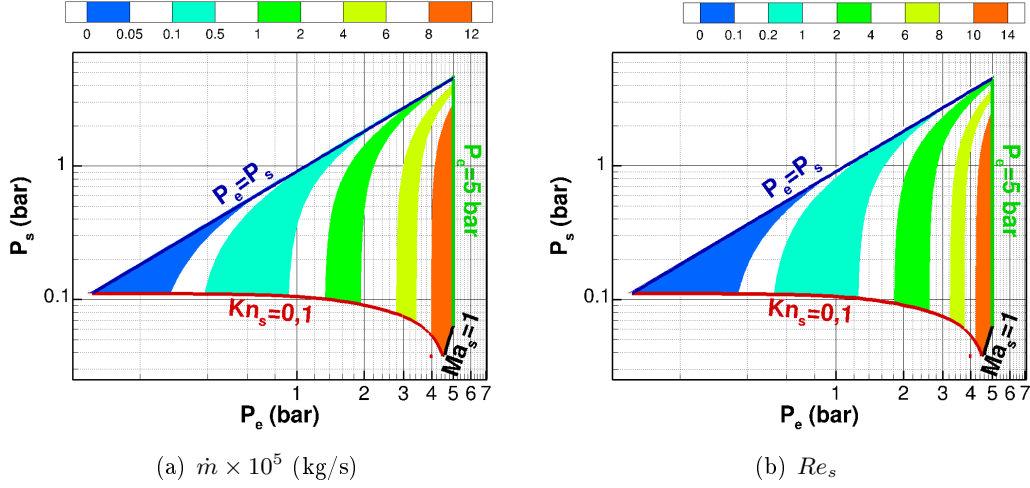 0 0.05 0.1 0.5 1 2 4 6 8 12
P_s (bar)
1
0.1
P_e=P_s
P_e=5 bar
Kn_s=0,1
Ma_s=1
1 2 3 4 5 6 7
P_e (bar)
(a) ṁ × 10^5 (kg/s)
0 0.1 0.2 1 2 4 6 8 10 14
P_s (bar)
1
0.1
P_e=P_s
P_e=5 bar
Kn_s=0,1
Ma_s=1
1 2 3 4 5 6 7
P_e (bar)
(b) Re_s